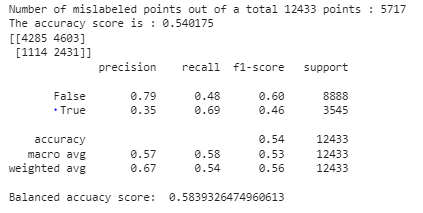 Number of mislabeled points out of a total 12433 points : 5717
The accuracy score is : 0.540175
[[4285 4603]
 [1114 2431]]
              precision    recall  f1-score   support

       False       0.79      0.48      0.60      8888
        True       0.35      0.69      0.46      3545

    accuracy                           0.54     12433
   macro avg       0.57      0.58      0.53     12433
weighted avg       0.67      0.54      0.56     12433

Balanced accuacy score:  0.5839326474960613